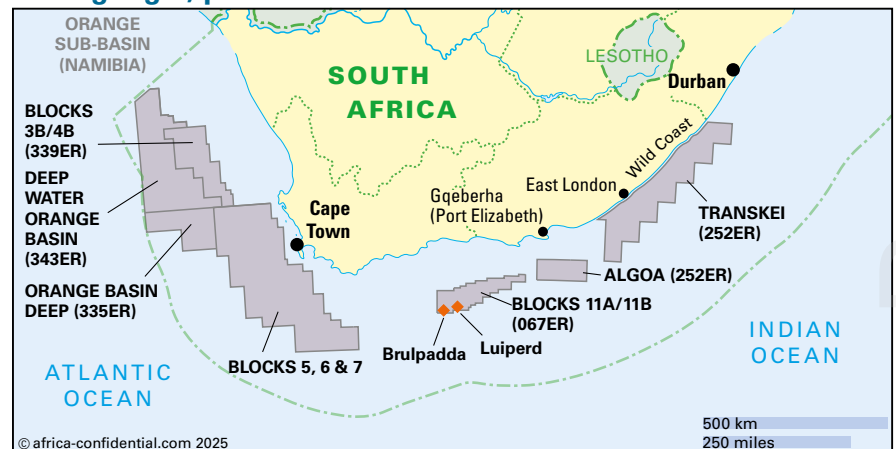 ORANGE
SUB-BASIN
(NAMIBIA)
BLOCKS
3B/4B
(339ER)
DEEP
WATER
ORANGE
BASIN
(343ER)
ORANGE BASIN
DEEP (335ER)
BLOCKS 5, 6 & 7
ATLANTIC
OCEAN
SOUTH
AFRICA
LESOTHO
Durban
Wild Coast
East London
Gqeberha
(Port Elizabeth)
Cape
Town
TRANSKEI
(252ER)
ALGOA (252ER)
BLOCKS 11A/11B
(067ER)
Brulpadda
Luiperd
INDIAN
OCEAN
500 km
250 miles
© africa-confidential.com 2025